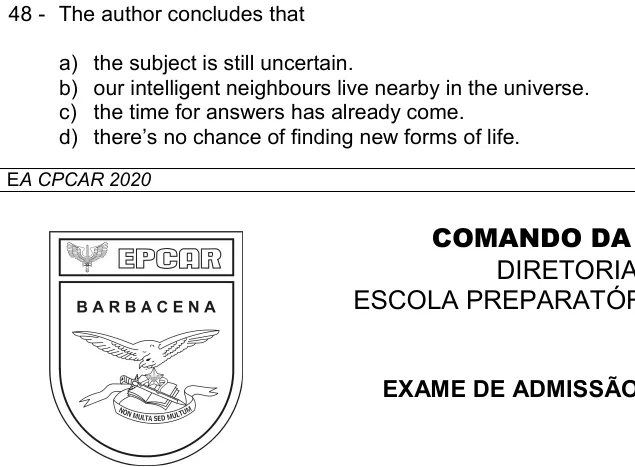 48 - The author concludes that
a) the subject is still uncertain.
b) our intelligent neighbours live nearby in the universe.
c) the time for answers has already come.
d) there’s no chance of finding new forms of life.
EA CPCAR 2020
EPCAR
BARBACENA
NON MULTA SED MULTUM
COMANDO DA
DIRETORIA
ESCOLA PREPARATÓR
EXAME DE ADMISSÃO